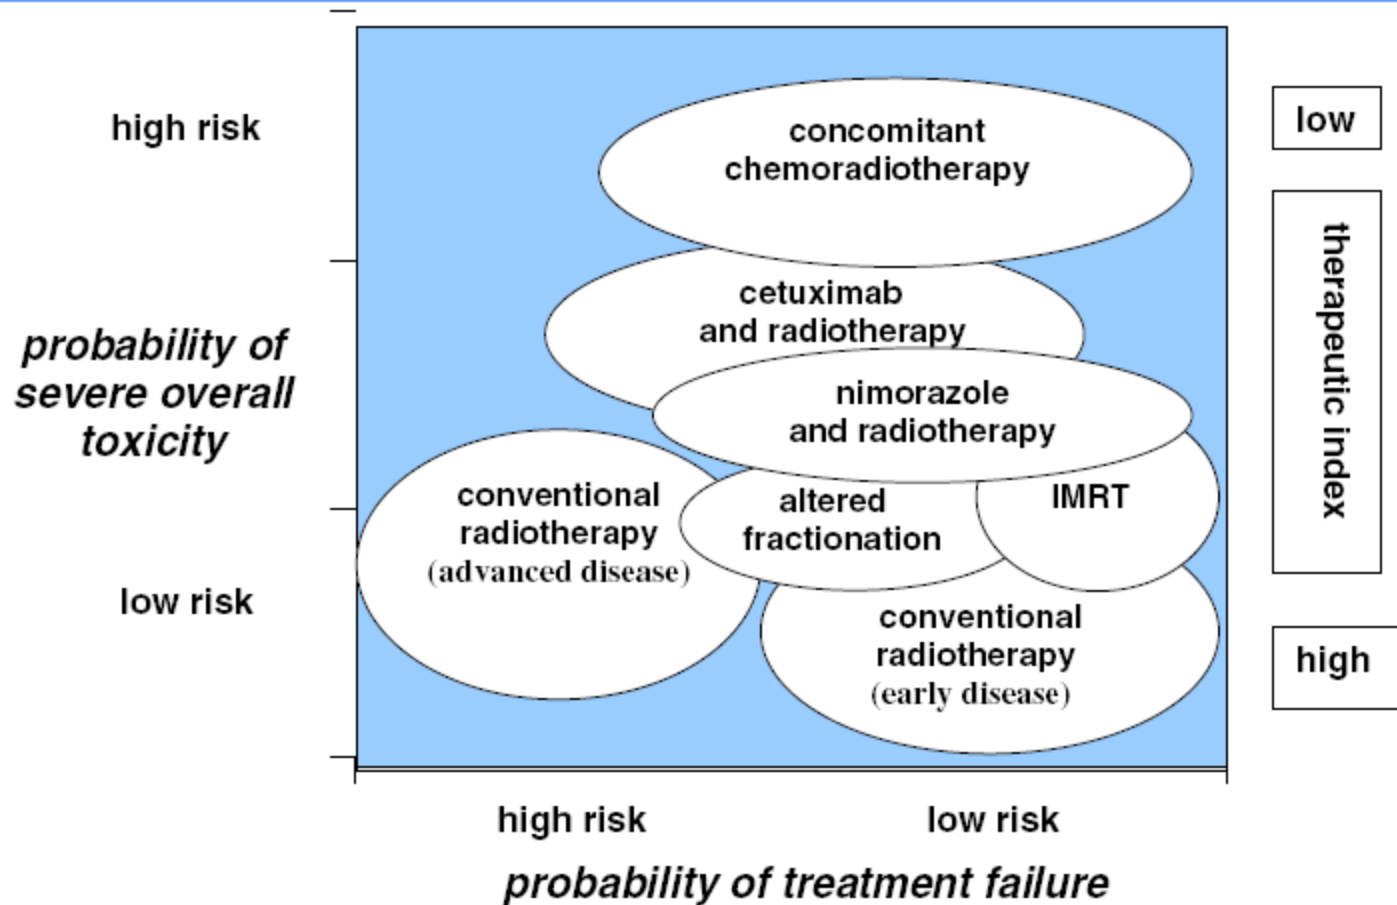 high risk
low
concomitant
chemoradiotherapy
therapeutic index
cetuximab
and radiotherapy
probability of
severe overall
toxicity
nimorazole
and radiotherapy
conventional
radiotherapy
(advanced disease)
altered
fractionation
IMRT
low risk
conventional
radiotherapy
(early disease)
high
high risk
low risk
probability of treatment failure